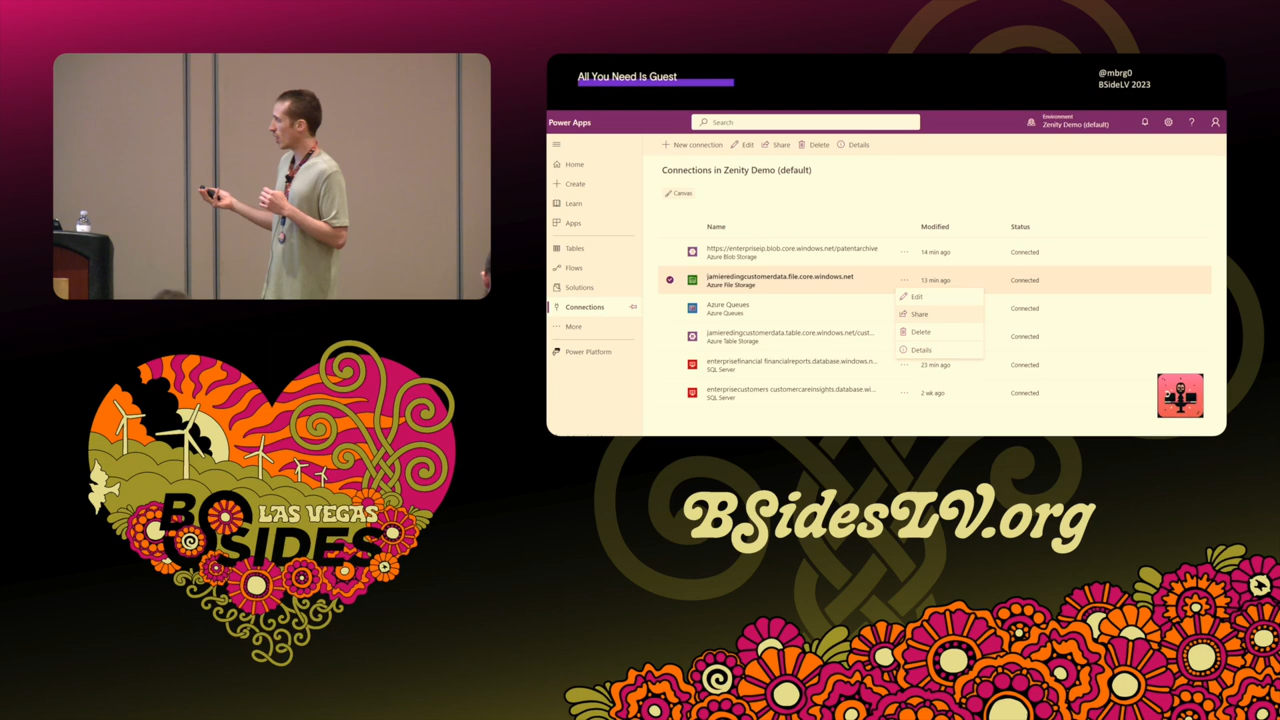 All You Need Is Guest
@mbrg0
BSideLV 2023
Power Apps
Search
Environment
Zenity Demo (default)
New connection
Edit
Share
Delete
Details
Home
Create
Learn
Apps
Tables
Flows
Solutions
Connections
More
Power Platform
Connections in Zenity Demo (default)
Canvas
Name
Modified
Status
https://enterpriseip.blob.core.windows.net/patentarchive
Azure Blob Storage
14 min ago
Connected
jamieredingcustomerdata.file.core.windows.net
Azure File Storage
13 min ago
Connected
Edit
Share
Delete
Details
Azure Queues
Azure Queues
Connected
jamieredingcustomerdata.table.core.windows.net/cust...
Azure Table Storage
Connected
enterprisefinancial financialreports.database.windows.n...
SQL Server
23 min ago
Connected
enterprisecustomers customercareinsights.database.wi...
SQL Server
2 wk ago
Connected
BSIDES
LAS VEGAS
BSidesLV.org